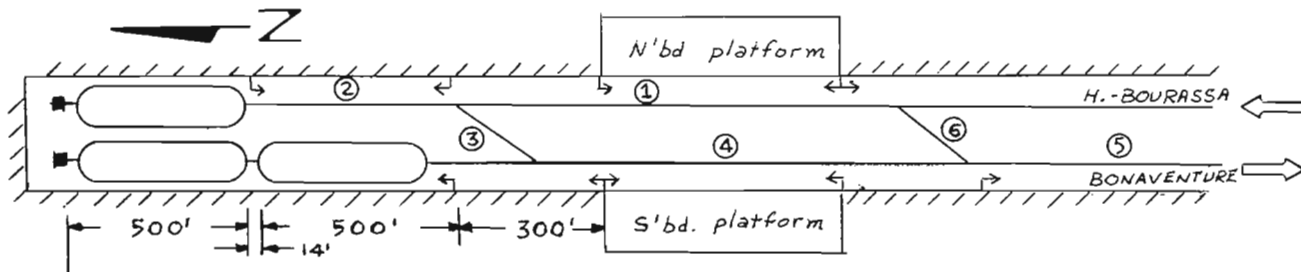 Z
N'bd platform
②
①
H.-BOURASSA
③
④
⑥
⑤
BONAVENTURE
500'
500'
300'
S'bd. platform
14'